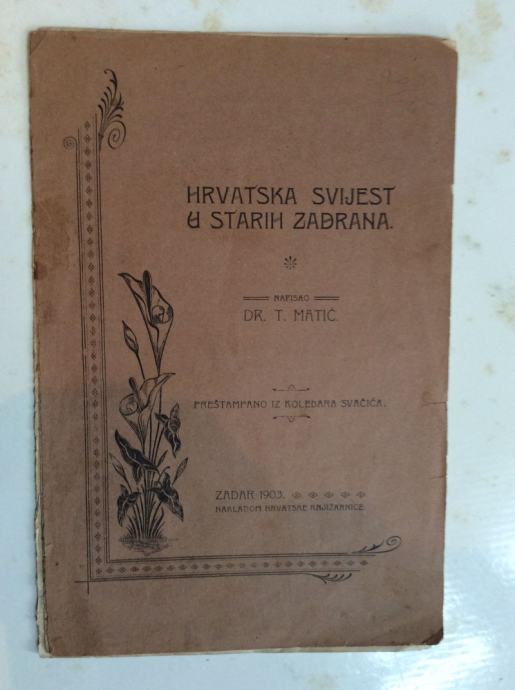 HRVATSKA SVIJEST
U STARIH ZADRANA.
NAPISAO
DR. T. MATIĆ.
PREŠTAMPANO IZ KOLEDARA SVAČIĆA.
ZADAR 1903.
NAKLADOM HRVATSKE KNJIŽARNICE